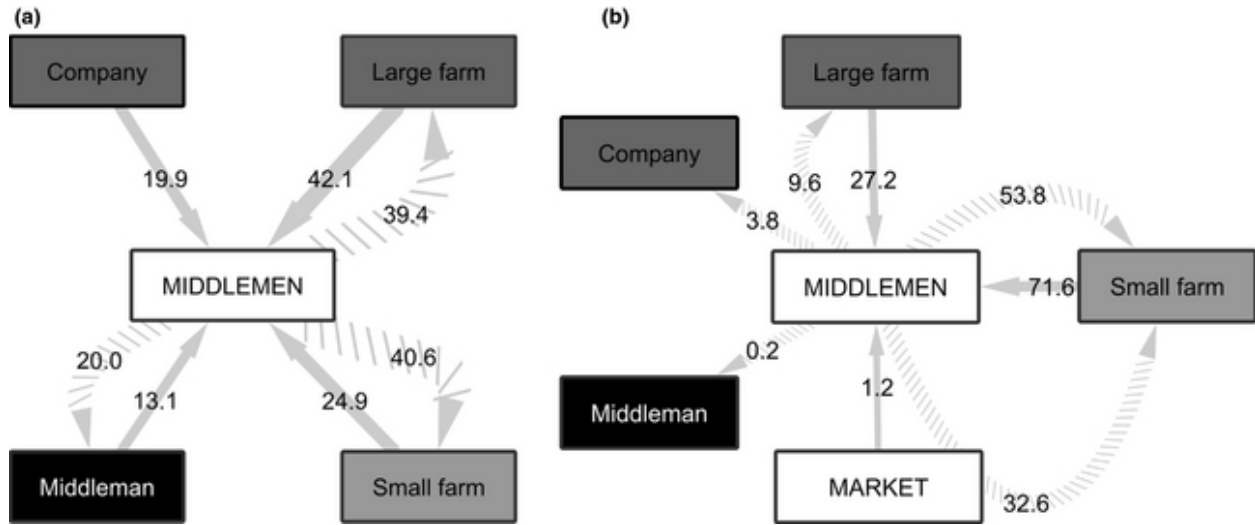 (a)
Company
Large farm
19.9
42.1
39.4
MIDDLEMEN
20.0
13.1
24.9
40.6
Middleman
Small farm
(b)
Large farm
Company
9.6
27.2
53.8
3.8
MIDDLEMEN
71.6
Small farm
0.2
1.2
Middleman
MARKET
32.6